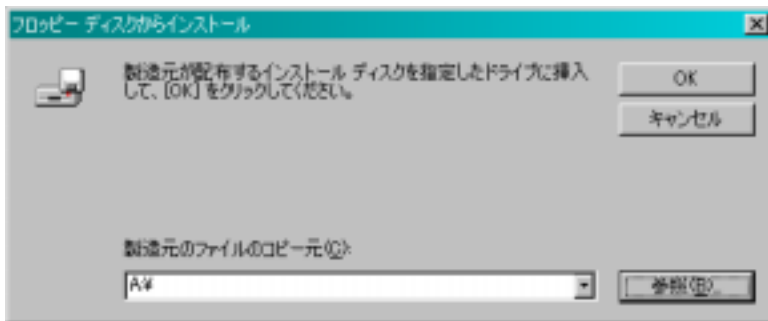 フロッピー ディスクからインストール
製造元が配布するインストール ディスクを指定したドライブに挿入
して、[OK] をクリックしてください。
OK
キャンセル
製造元のファイルのコピー元(C):
A¥
参照(B)...